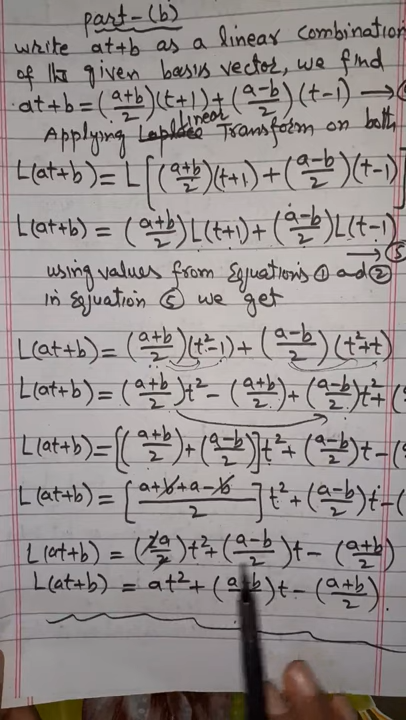 part-(b)
write at+b as a linear combination
of the given basis vector, we find
at+b = (a+b/2)(t+1) + (a-b/2)(t-1) →
Linear
Applying Laplace Transform on both
L(at+b) = L[(a+b/2)(t+1) + (a-b/2)(t-1)]
L(at+b) = (a+b/2)L(t+1) + (a-b/2)L(t-1)
→ ⑤
using values from Equation's ① and ②
in Equation ⑤ we get
L(at+b) = (a+b/2)(t²-1) + (a-b/2)(t²+t)
L(at+b) = (a+b/2)t² - (a+b/2) + (a-b/2)t² + (
L(at+b) = [(a+b/2) + (a-b/2)]t² + (a-b/2)t - (
L(at+b) = [a+b+a-b/2]t² + (a-b/2)t - (
L(at+b) = (2a/2)t² + (a-b/2)t - (a+b/2)
L(at+b) = at² + (a-b/2)t - (a+b/2).